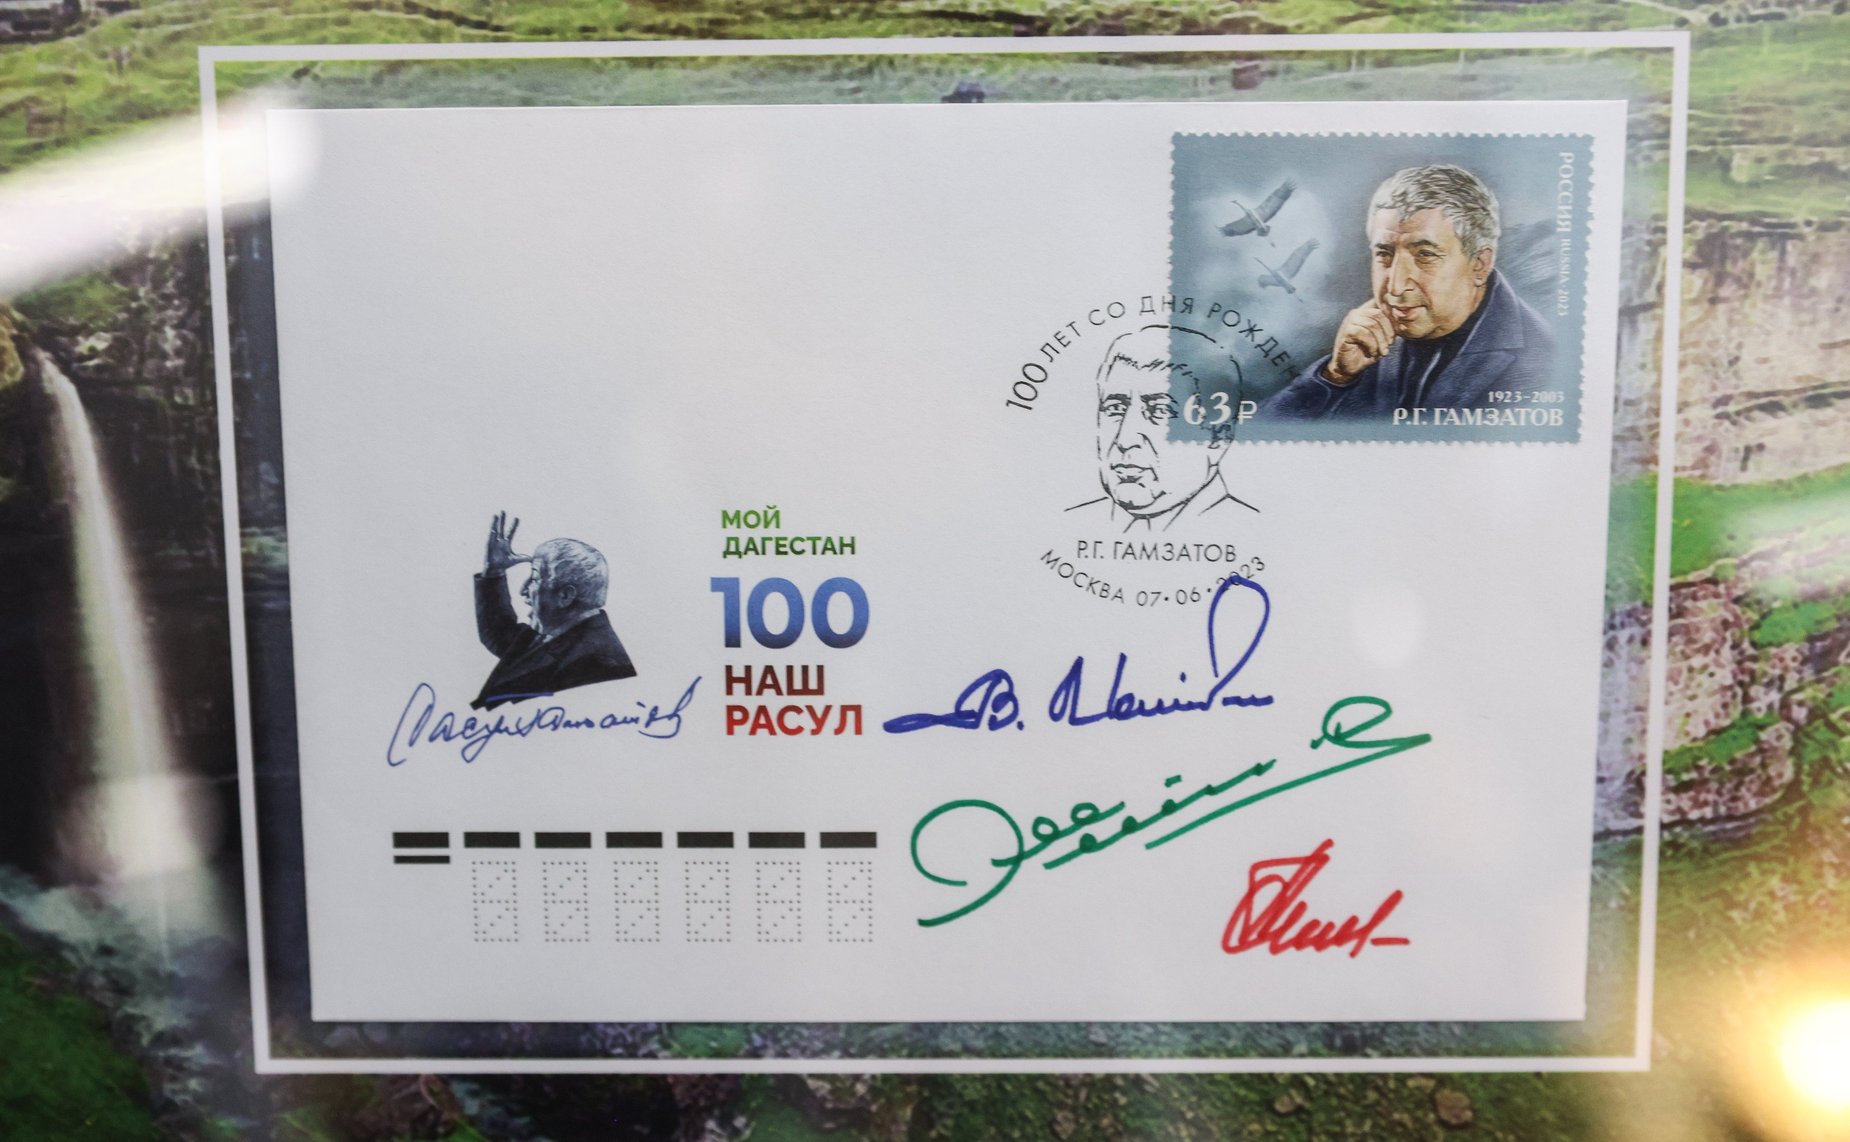 РОССИЯ RUSSIA 2023
1923-2003
63₽
Р.Г. ГАМЗАТОВ
100 ЛЕТ СО ДНЯ РОЖДЕН
Р.Г. ГАМЗАТОВ
МОСКВА 07•06•2023
МОЙ
ДАГЕСТАН
100
НАШ
РАСУЛ